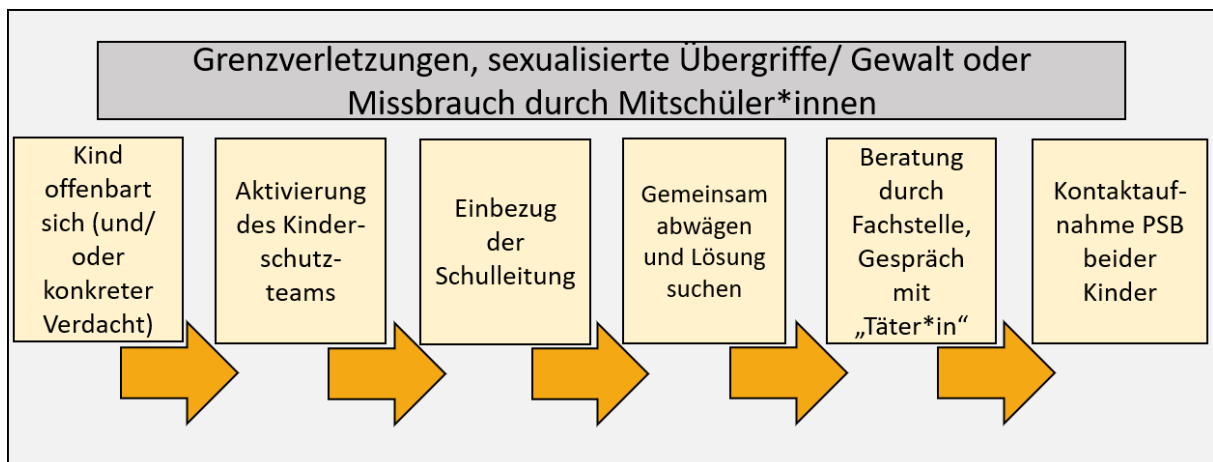 Grenzverletzungen, sexualisierte Übergriffe/ Gewalt oder
Missbrauch durch Mitschüler*innen
Kind
offenbart
sich (und/
oder
konkreter
Verdacht)
Aktivierung
des Kinder-
schutz-
teams
Einbezug
der
Schulleitung
Gemeinsam
abwägen
und Lösung
suchen
Beratung
durch
Fachstelle,
Gespräch
mit
„Täter*in“
Kontaktauf-
nahme PSB
beider
Kinder